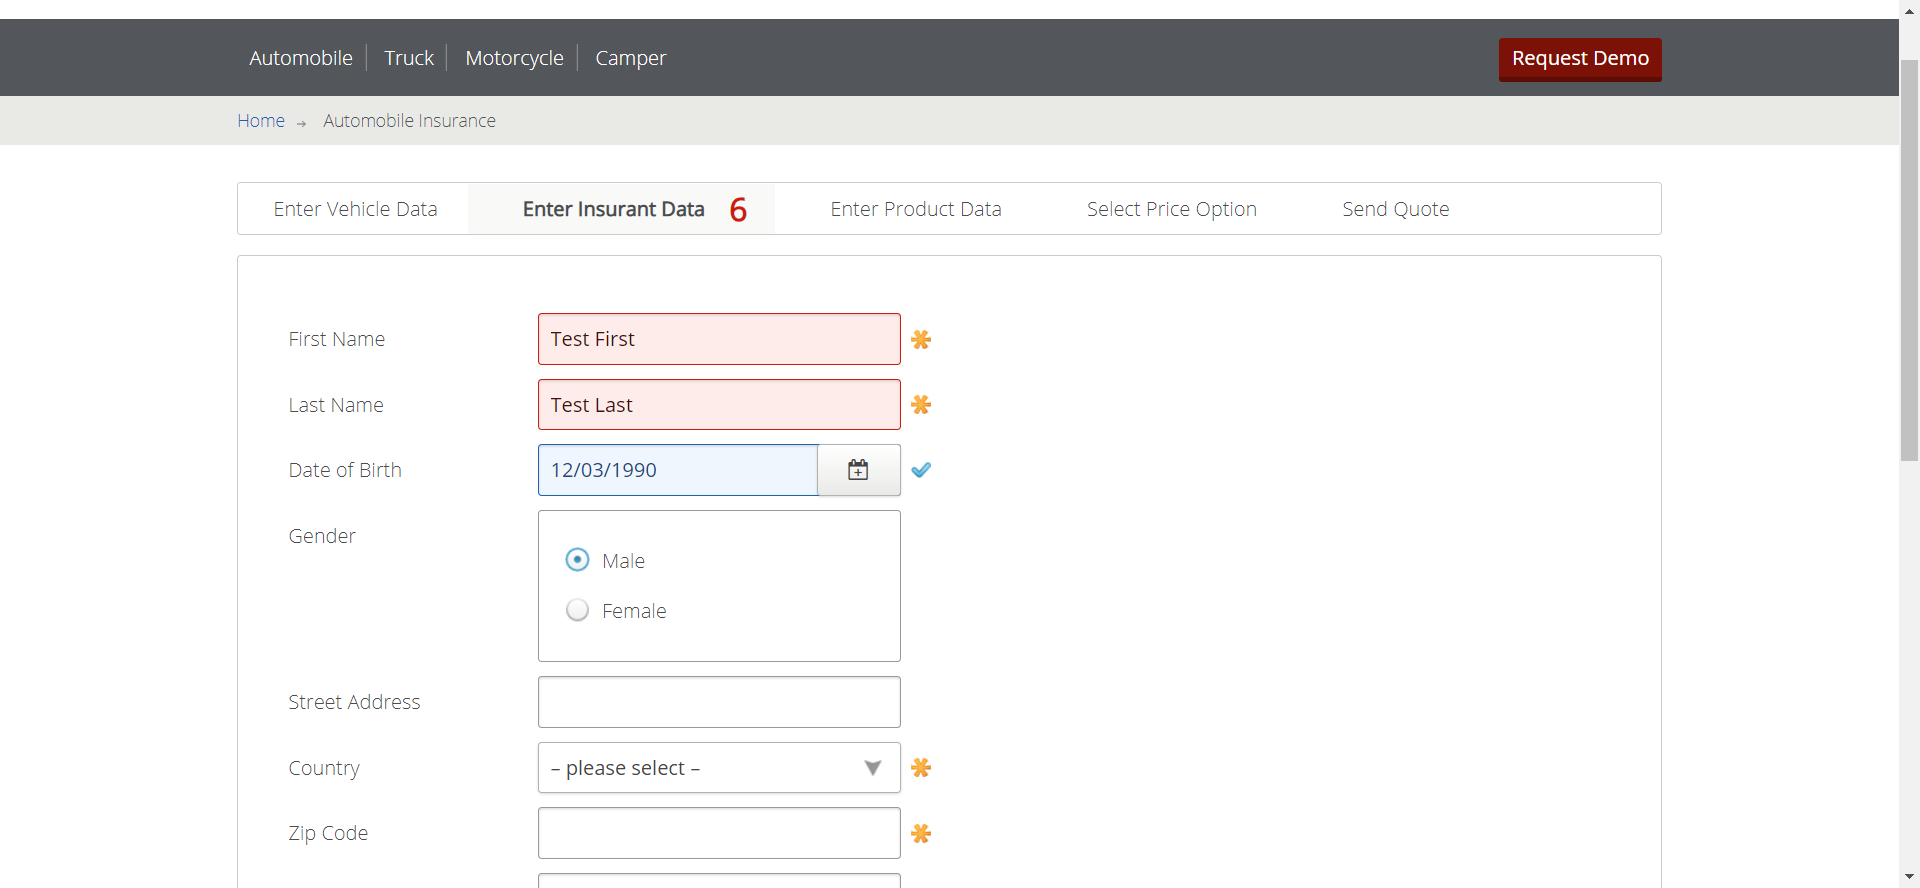 Automobile Truck Motorcycle Camper Request Demo
Home → Automobile Insurance
Enter Vehicle Data Enter Insurant Data 6 Enter Product Data Select Price Option Send Quote
First Name Test First
Last Name Test Last
Date of Birth 12/03/1990
Gender
Male
Female
Street Address
Country – please select –
Zip Code